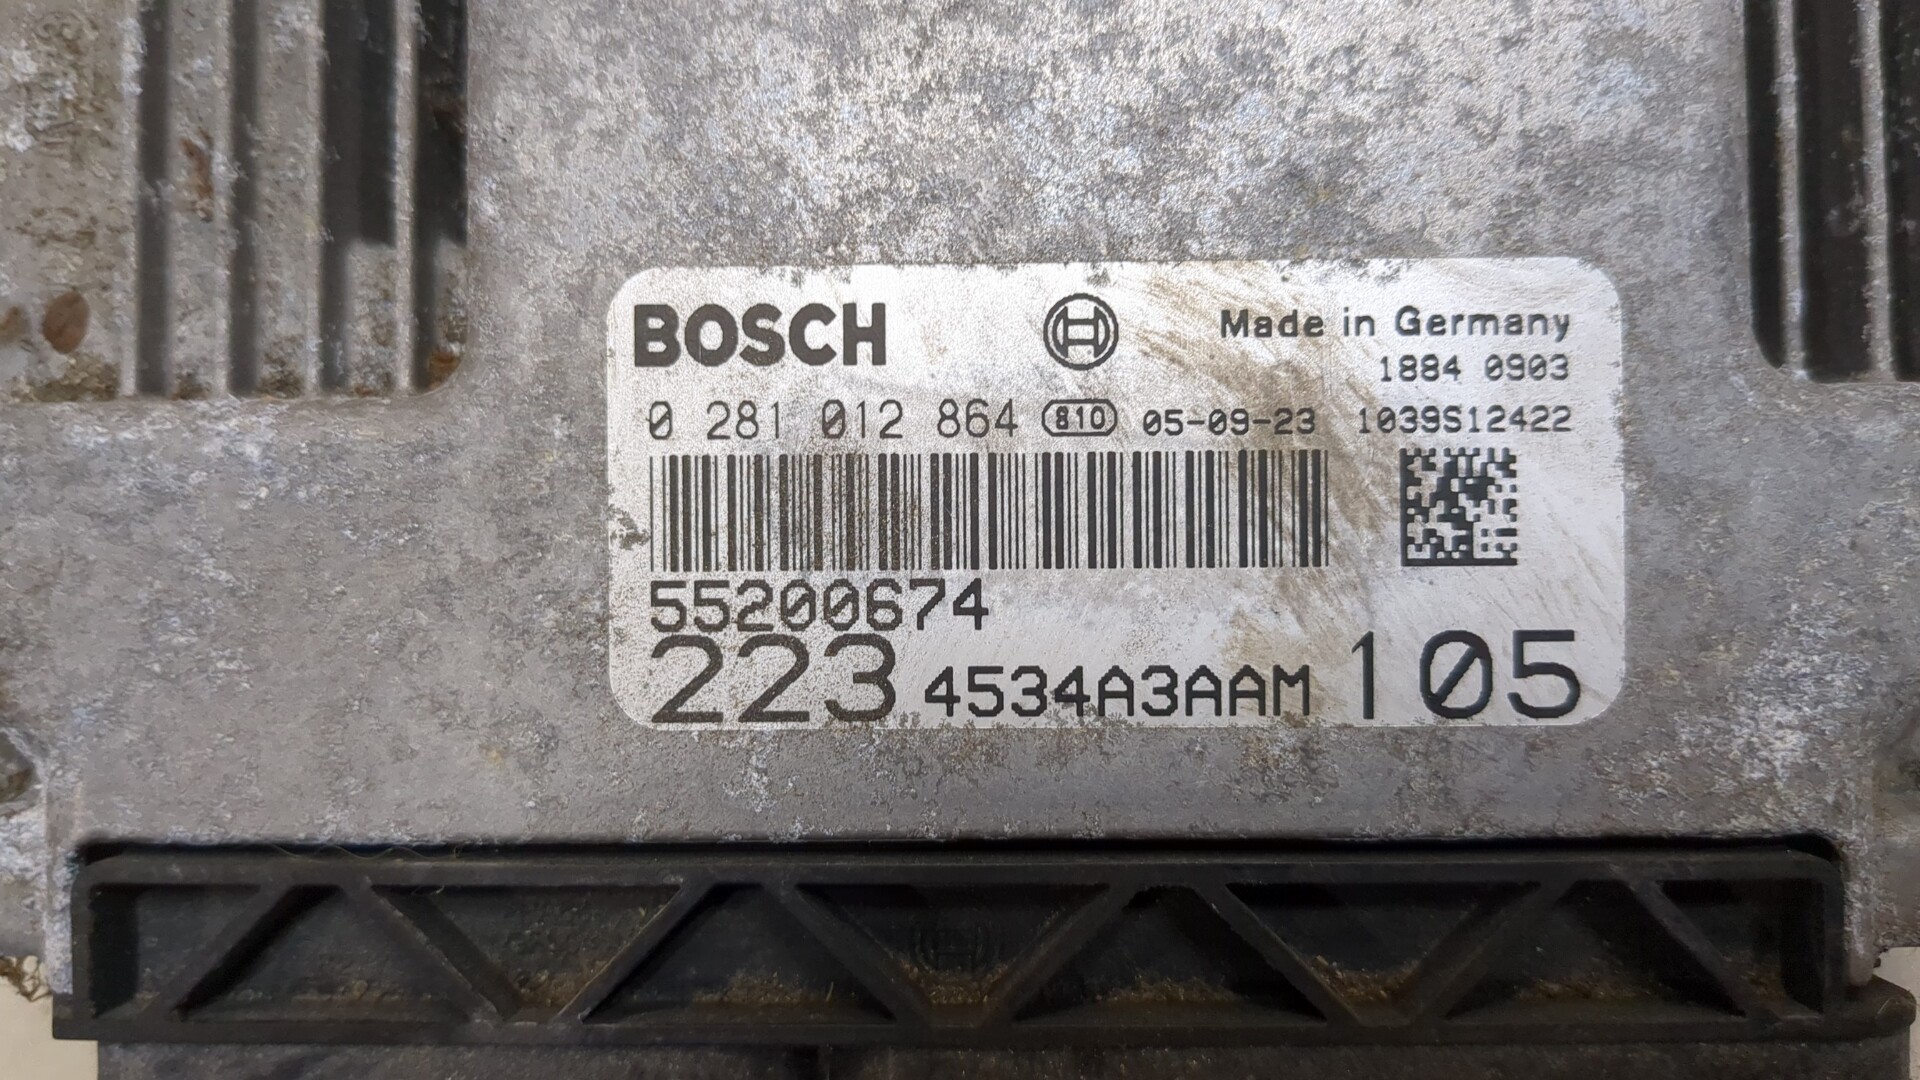 BOSCH Made in Germany
1884 0903
0 281 012 864 810 05-09-23 1039S12422
55200674
223 4534A3AAM 105